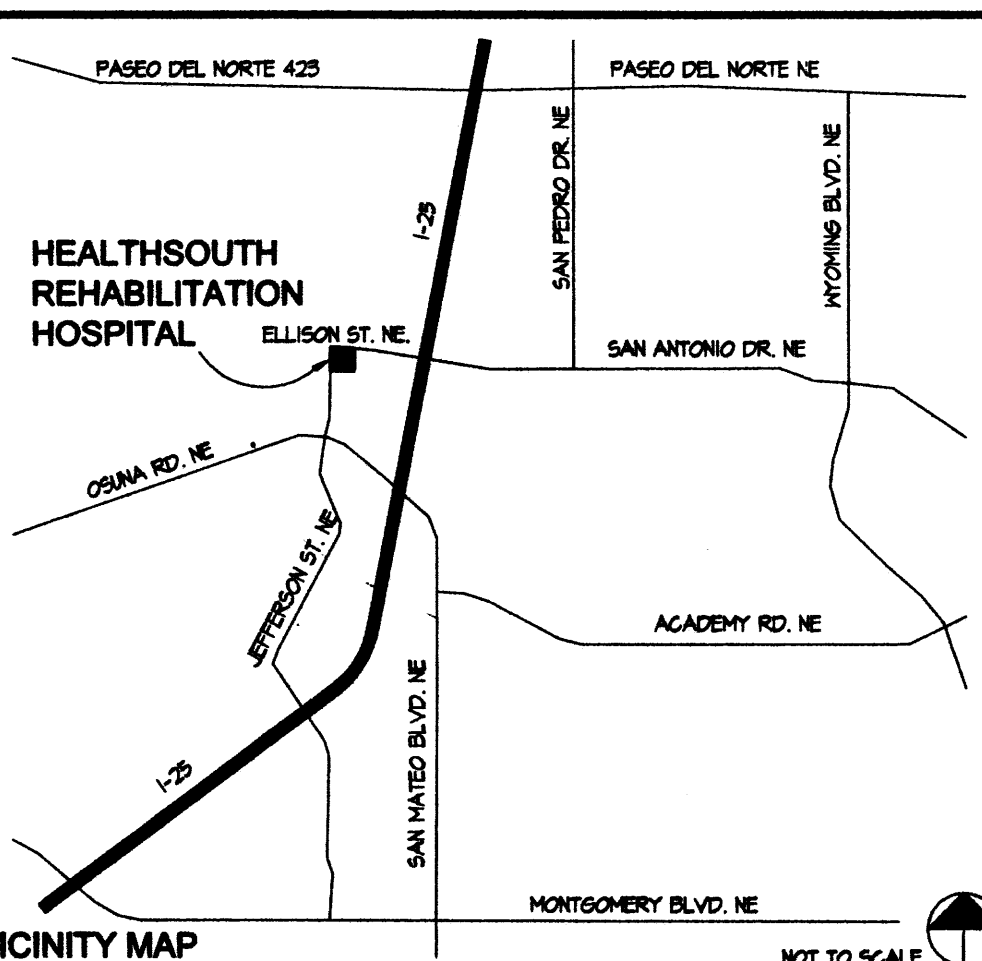 PASEO DEL NORTE 423
PASEO DEL NORTE NE
SAN PEDRO DR. NE
WYOMING BLVD. NE
I-25
HEALTHSOUTH
REHABILITATION
HOSPITAL
ELLISON ST. NE.
SAN ANTONIO DR. NE
OSUNA RD. NE
JEFFERSON ST. NE
ACADEMY RD. NE
SAN MATEO BLVD. NE
I-25
MONTGOMERY BLVD. NE
ICINITY MAP
NOT TO SCALE